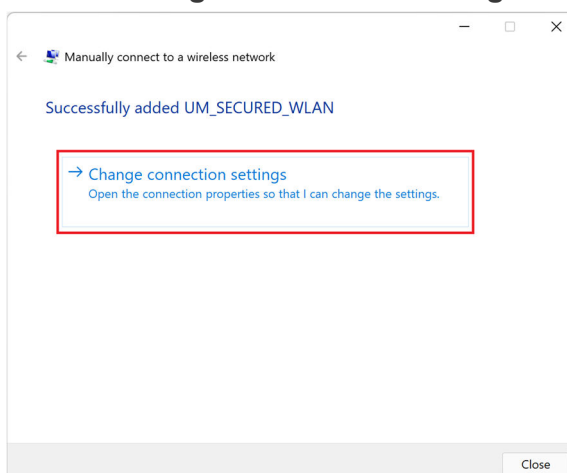 Manually connect to a wireless network
Successfully added UM_SECURED_WLAN
Change connection settings
Open the connection properties so that I can change the settings.
Close